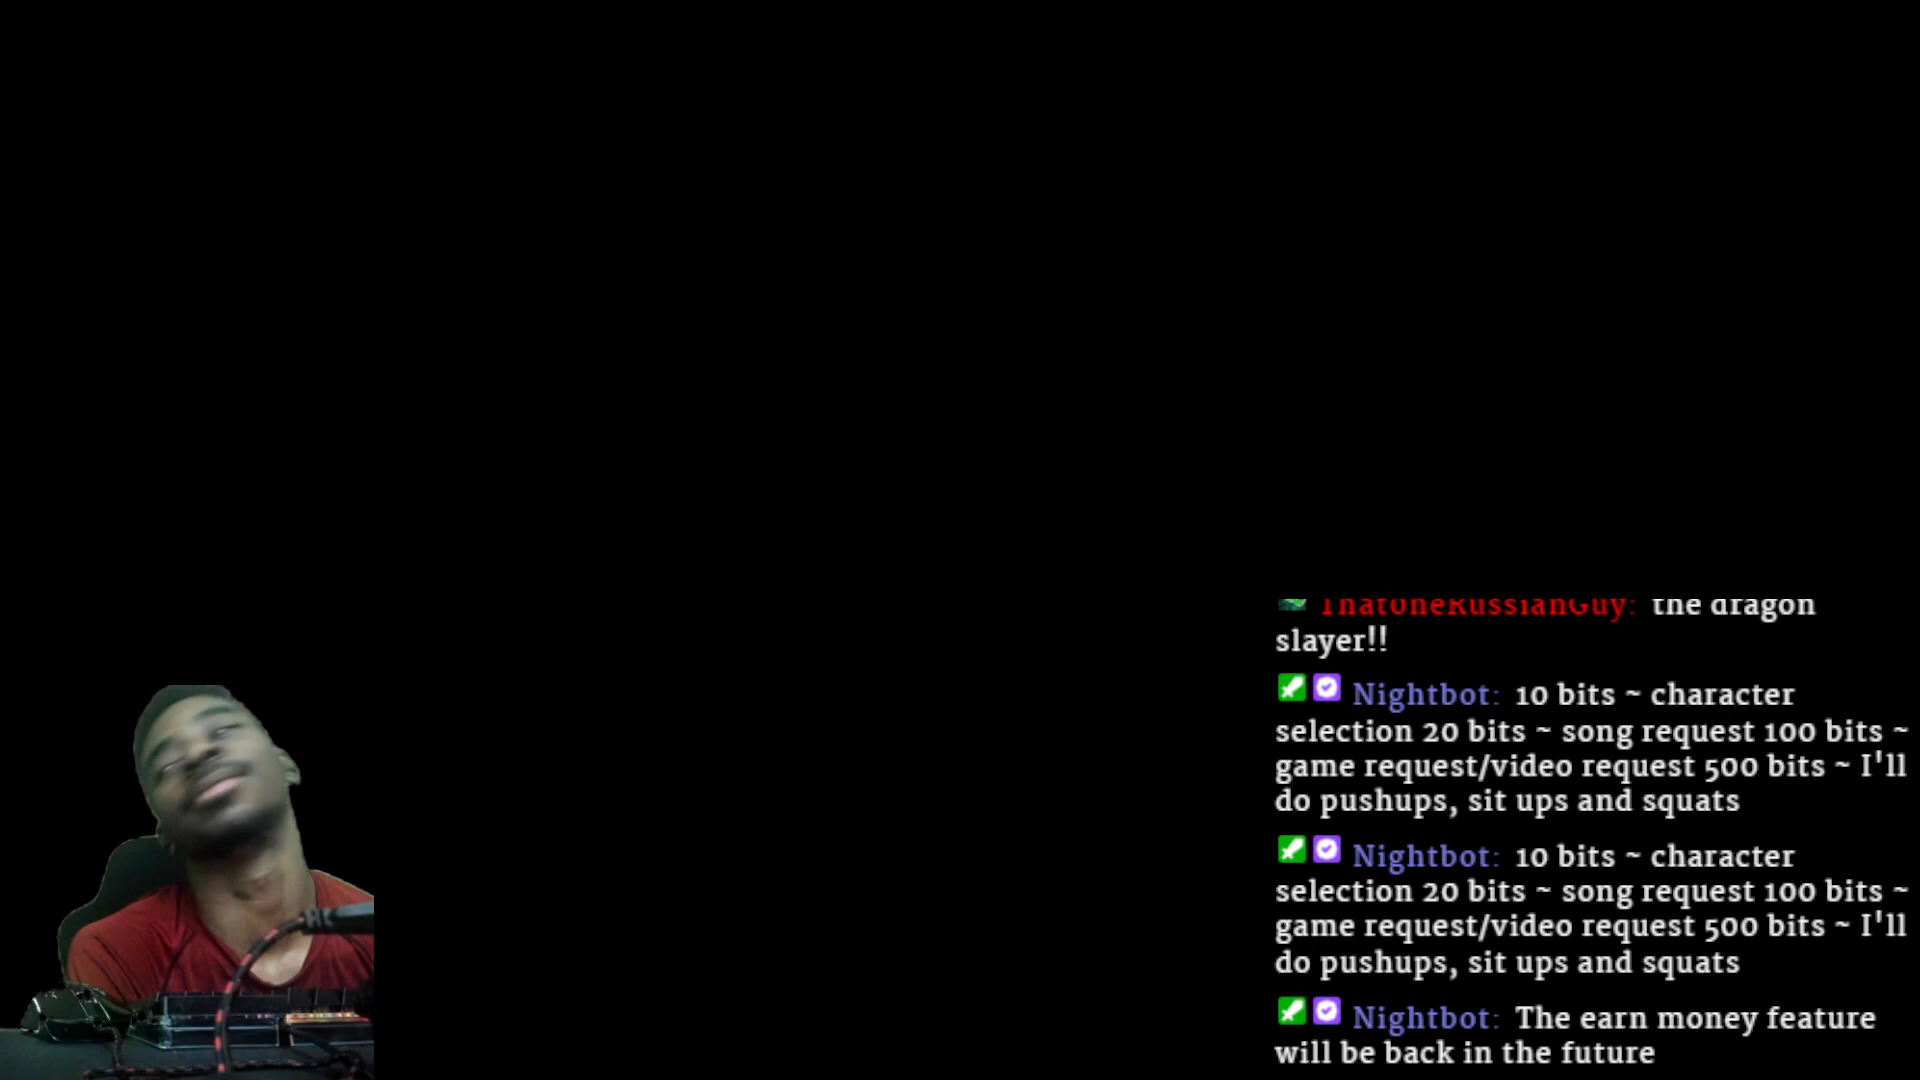 ThatoneRussianGuy: the dragon
slayer!!
Nightbot: 10 bits ~ character
selection 20 bits ~ song request 100 bits ~
game request/video request 500 bits ~ I'll
do pushups, sit ups and squats
Nightbot: 10 bits ~ character
selection 20 bits ~ song request 100 bits ~
game request/video request 500 bits ~ I'll
do pushups, sit ups and squats
Nightbot: The earn money feature
will be back in the future